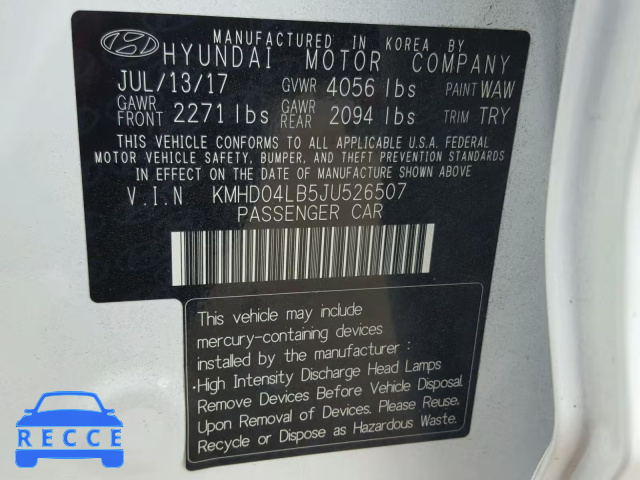 MANUFACTURED IN KOREA BY
HYUNDAI MOTOR COMPANY
JUL/13/17 GVWR 4056 lbs PAINT WAW
GAWR FRONT 2271 lbs GAWR REAR 2094 lbs TRIM TRY
THIS VEHICLE CONFORMS TO ALL APPLICABLE U.S.A. FEDERAL
MOTOR VEHICLE SAFETY, BUMPER, AND THEFT PREVENTION STANDARDS
IN EFFECT ON THE DATE OF MANUFACTURE SHOWN ABOVE.
V.I.N KMHD04LB5JU526507
PASSENGER CAR
This vehicle may include
mercury-containing devices
installed by the manufacturer :
·High Intensity Discharge Head Lamps
Remove Devices Before Vehicle Disposal.
Upon Removal of Devices. Please Reuse,
Recycle or Dispose as Hazardous Waste.
RECCE